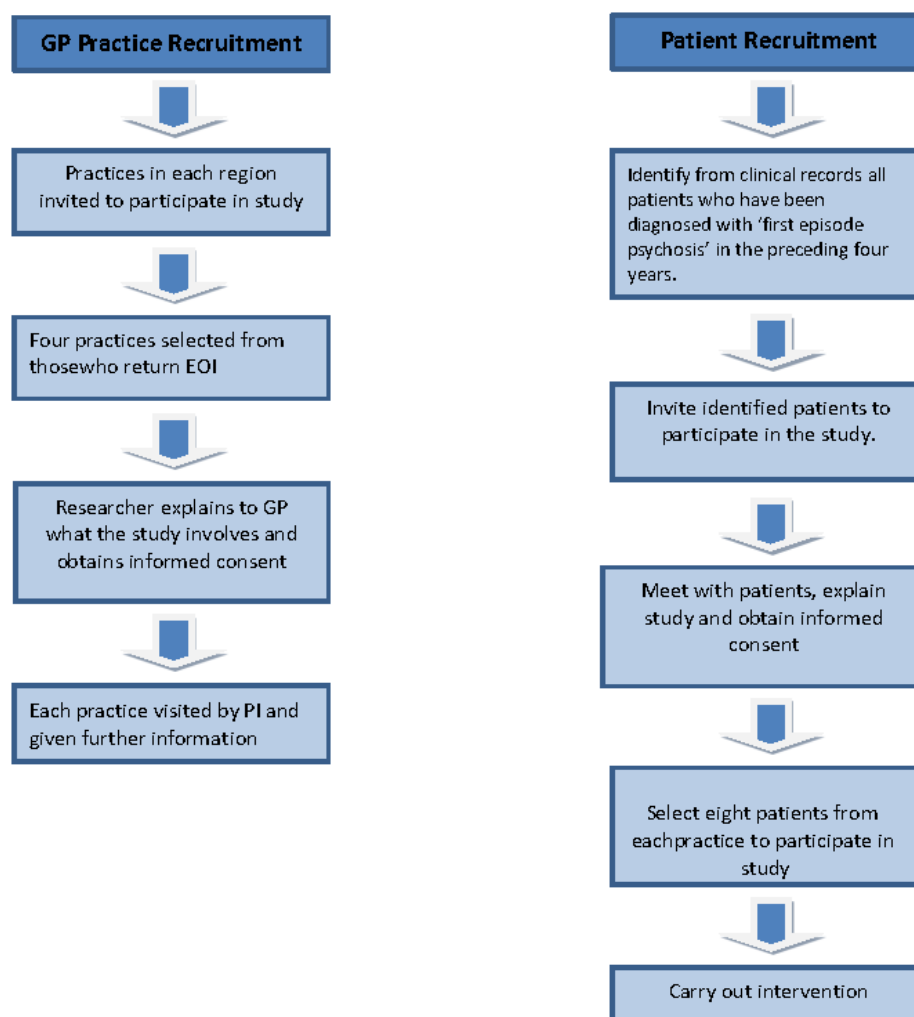 GP Practice Recruitment
Practices in each region
invited to participate in study
Four practices selected from
thosewho return EOI
Researcher explains to GP
what the study involves and
obtains informed consent
Each practice visited by PI and
given further information
Patient Recruitment
Identify from clinical records all
patients who have been
diagnosed with ‘first episode
psychosis’ in the preceding four
years.
Invite identified patients to
participate in the study.
Meet with patients, explain
study and obtain informed
consent
Select eight patients from
eachpractice to participate in
study
Carry out intervention